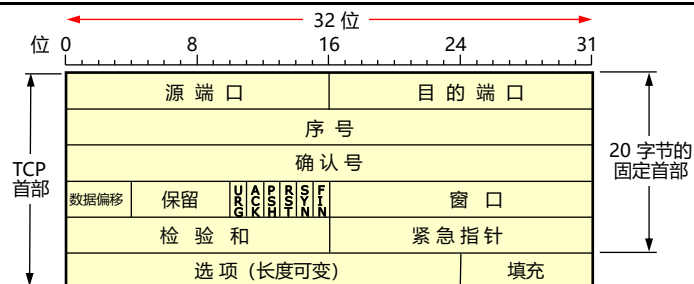 32 位
位 0 8 16 24 31
源 端 口 目 的 端 口
序 号
确 认 号
TCP
首部
20 字节的
固定首部
数据偏移 保留 URG ACK PSH RST SYN FIN 窗 口
检 验 和 紧 急 指 针
选 项 (长度可变) 填充